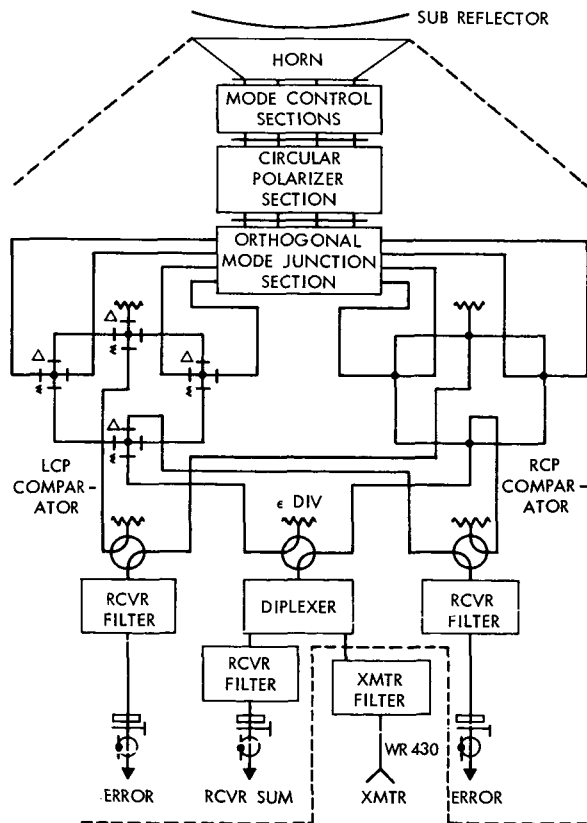 SUB REFLECTOR
HORN
MODE CONTROL
SECTIONS
CIRCULAR
POLARIZER
SECTION
ORTHOGONAL
MODE JUNCTION
SECTION
Δ
Δ
Δ
Δ
LCP
COMPAR-
ATOR
RCP
COMPAR-
ATOR
ε DIV
RCVR
FILTER
DIPLEXER
RCVR
FILTER
RCVR
FILTER
XMTR
FILTER
WR 430
ERROR
RCVR SUM
XMTR
ERROR